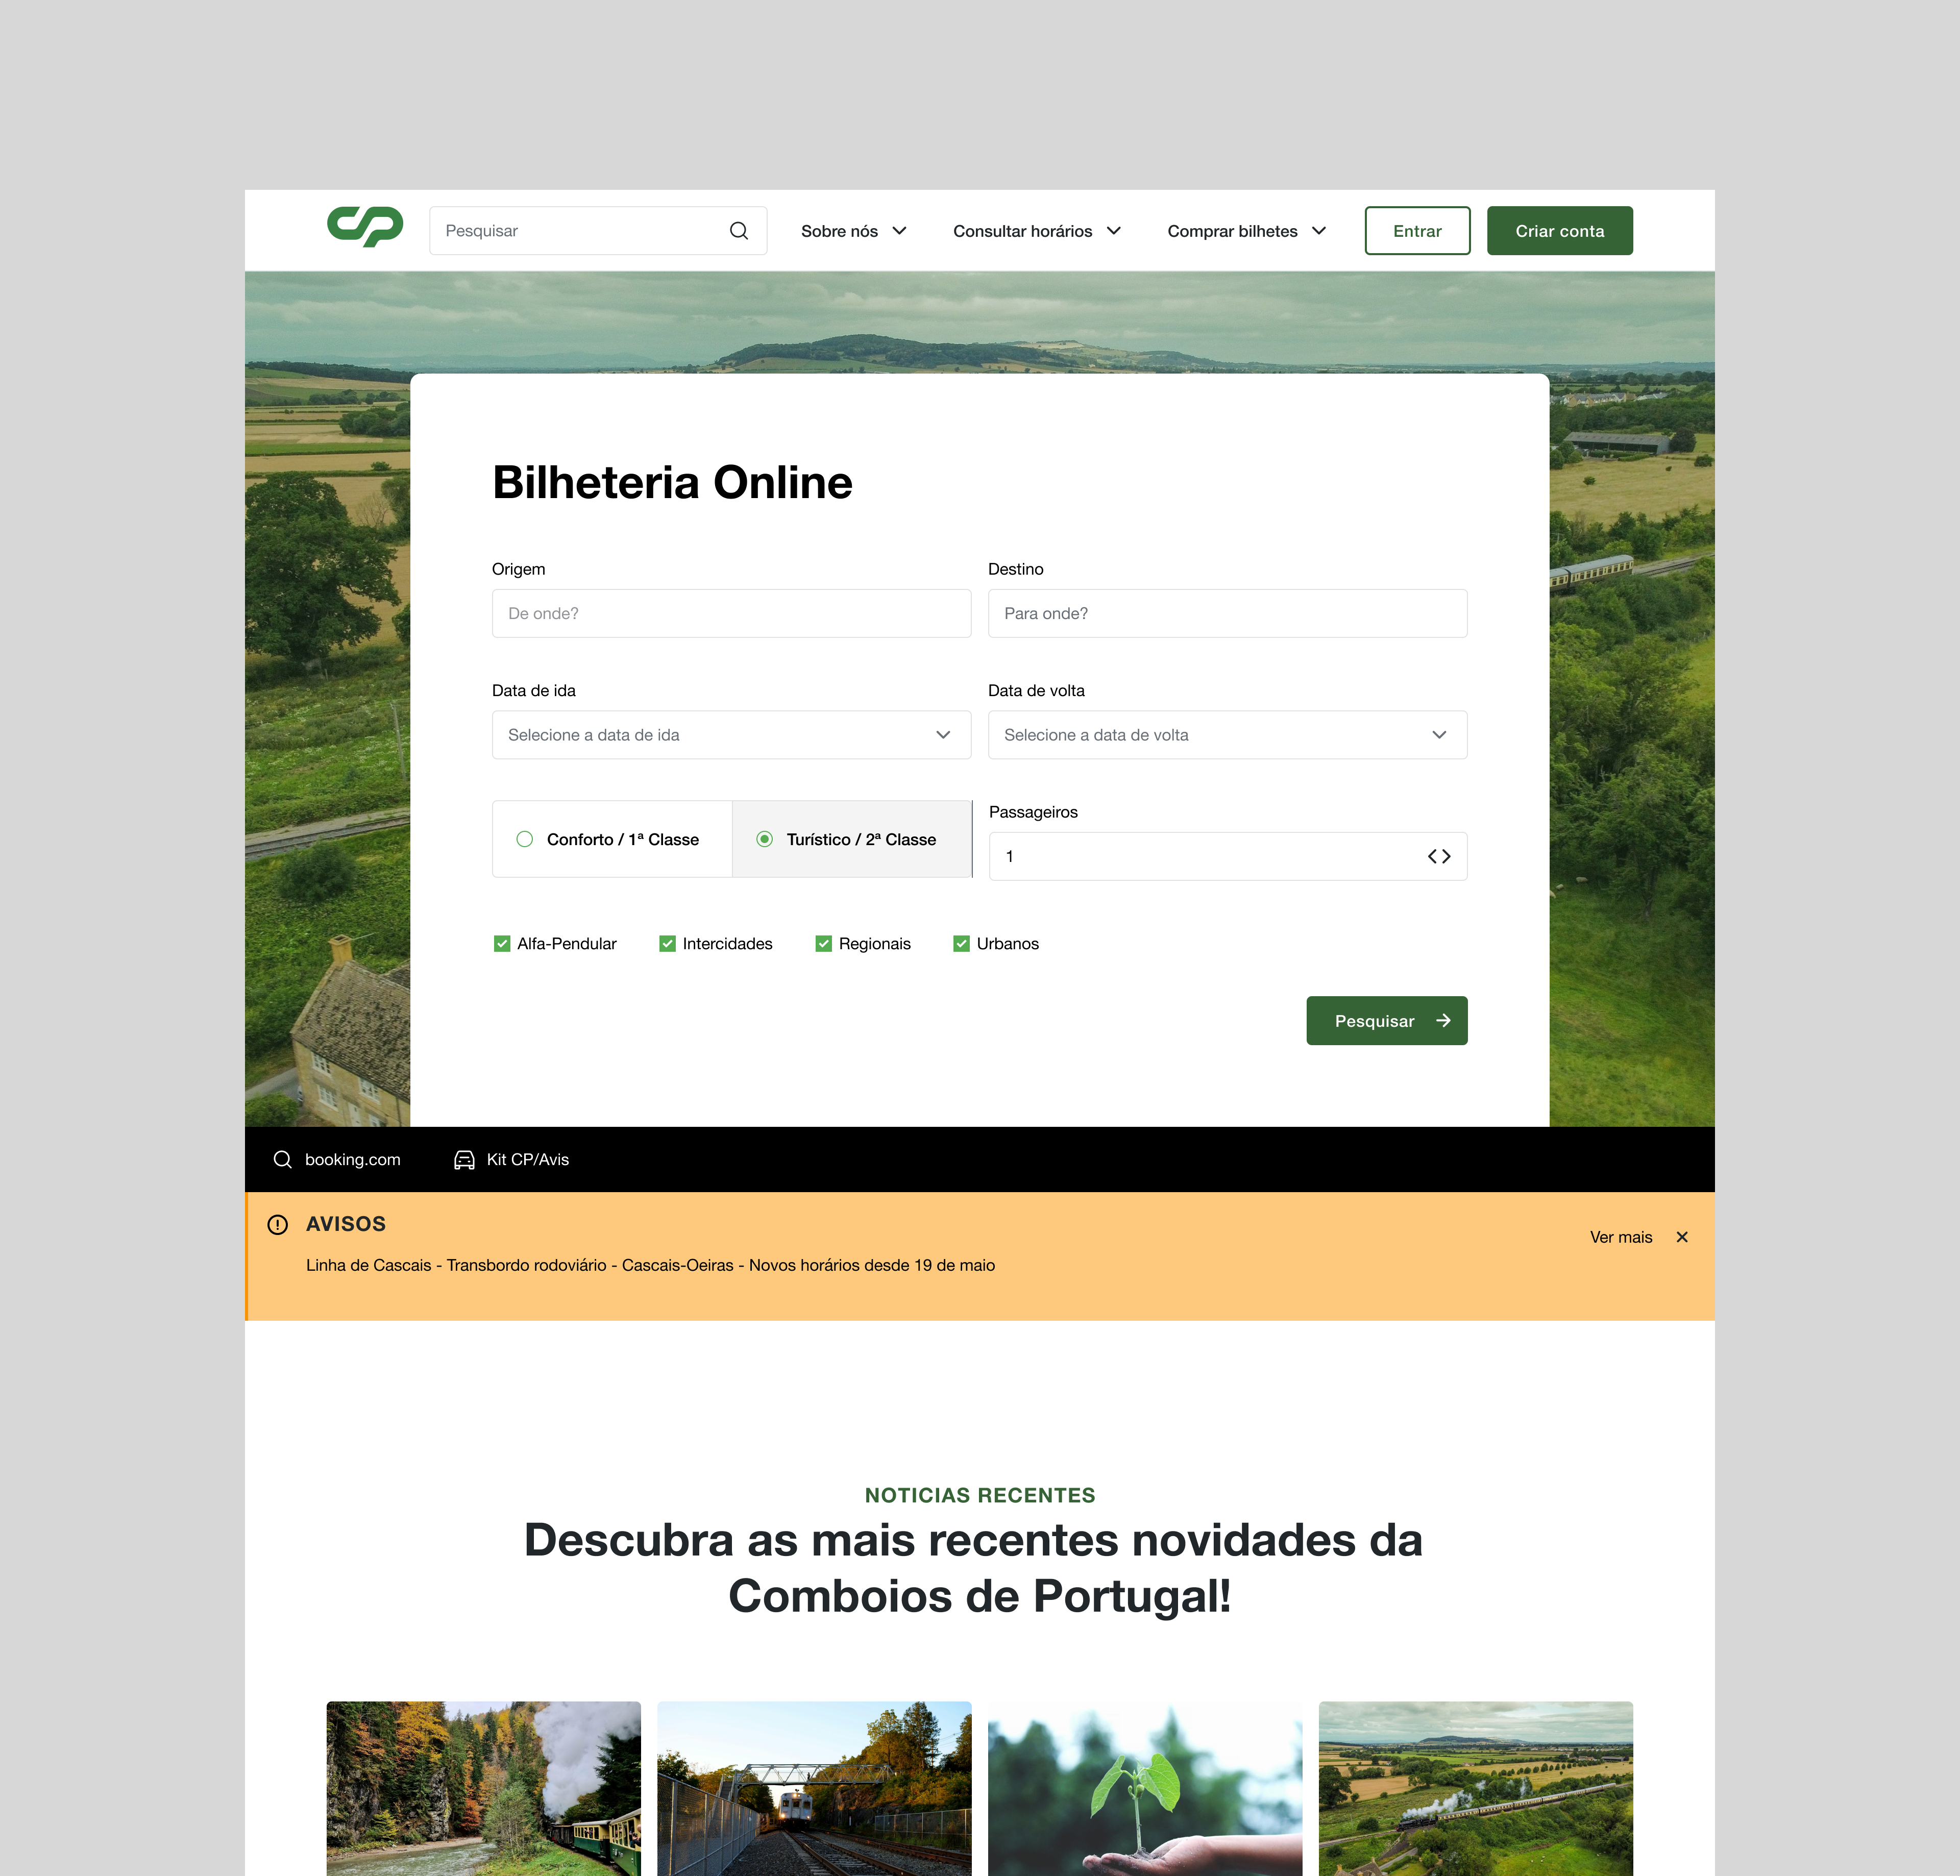 cp
Pesquisar
Sobre nós
Consultar horários
Comprar bilhetes
Entrar
Criar conta
Bilheteria Online
Origem
Destino
De onde?
Para onde?
Data de ida
Data de volta
Selecione a data de ida
Selecione a data de volta
Conforto / 1ª Classe
Turístico / 2ª Classe
Passageiros
1
Alfa-Pendular
Intercidades
Regionais
Urbanos
Pesquisar
booking.com
Kit CP/Avis
AVISOS
Ver mais
Linha de Cascais - Transbordo rodoviário - Cascais-Oeiras - Novos horários desde 19 de maio
NOTICIAS RECENTES
Descubra as mais recentes novidades da
Comboios de Portugal!